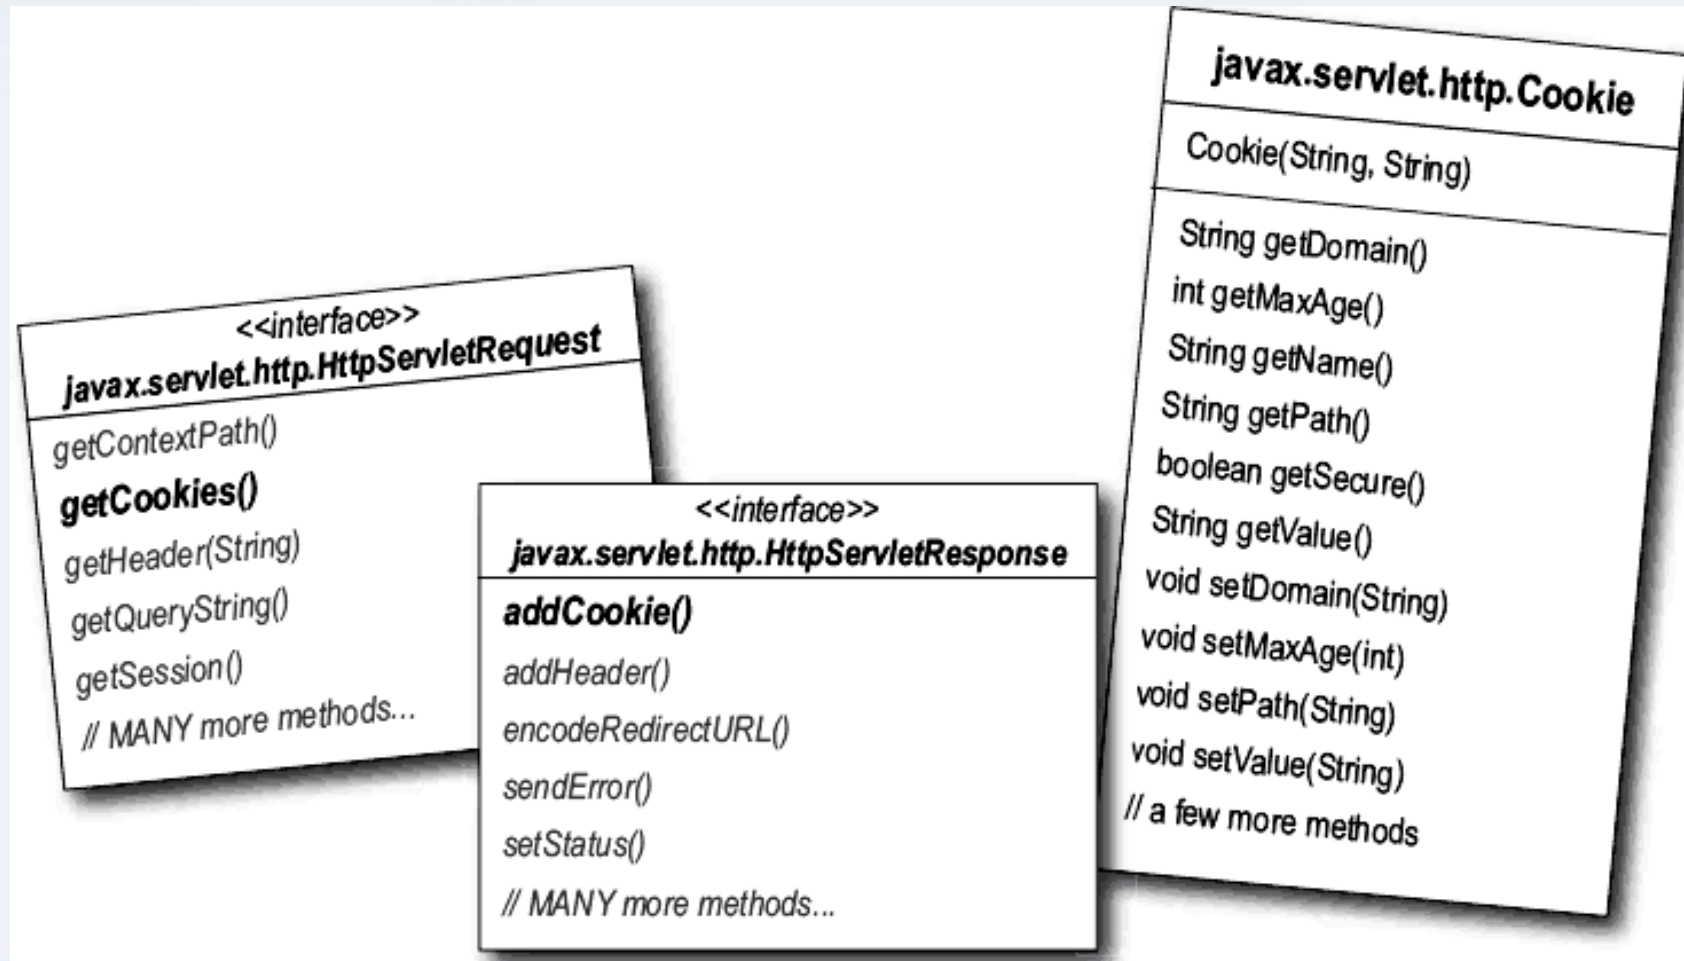 <<interface>>
javax.servlet.http.HttpServletRequest
getContextPath()
getCookies()
getHeader(String)
getQueryString()
getSession()
// MANY more methods...
<<interface>>
javax.servlet.http.HttpServletResponse
addCookie()
addHeader()
encodeRedirectURL()
sendError()
setStatus()
// MANY more methods...
javax.servlet.http.Cookie
Cookie(String, String)
String getDomain()
int getMaxAge()
String getName()
String getPath()
boolean getSecure()
String getValue()
void setDomain(String)
void setMaxAge(int)
void setPath(String)
void setValue(String)
// a few more methods